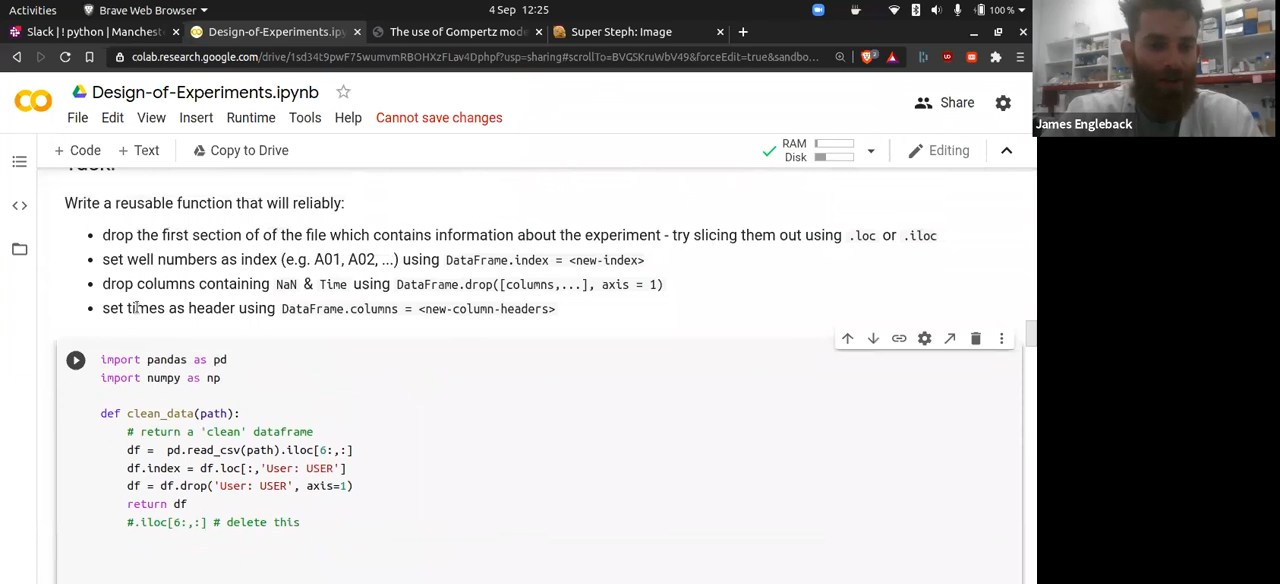 Activities
Brave Web Browser
4 Sep 12:25
100 %
Slack | ! python | Manchest
Design-of-Experiments.ipy
The use of Gompertz mode
Super Steph: Image
colab.research.google.com/drive/1sd34t9pwF75wumvmRBOHXzFLav4Dphpf?usp=sharing#scrollTo=BVGSKruWbV49&forceEdit=true&sandbo...
Design-of-Experiments.ipynb
Share
File Edit View Insert Runtime Tools Help Cannot save changes
James Engleback
+ Code + Text Copy to Drive
RAM
Disk
Editing
Write a reusable function that will reliably:
• drop the first section of of the file which contains information about the experiment - try slicing them out using .loc or .iloc
• set well numbers as index (e.g. A01, A02, ...) using DataFrame.index = <new-index>
• drop columns containing NaN & Time using DataFrame.drop([columns,...], axis = 1)
• set times as header using DataFrame.columns = <new-column-headers>
import pandas as pd
import numpy as np
def clean_data(path):
# return a 'clean' dataframe
df = pd.read_csv(path).iloc[6:,:]
df.index = df.loc[:,'User: USER']
df = df.drop('User: USER', axis=1)
return df
#.iloc[6:,:] # delete this